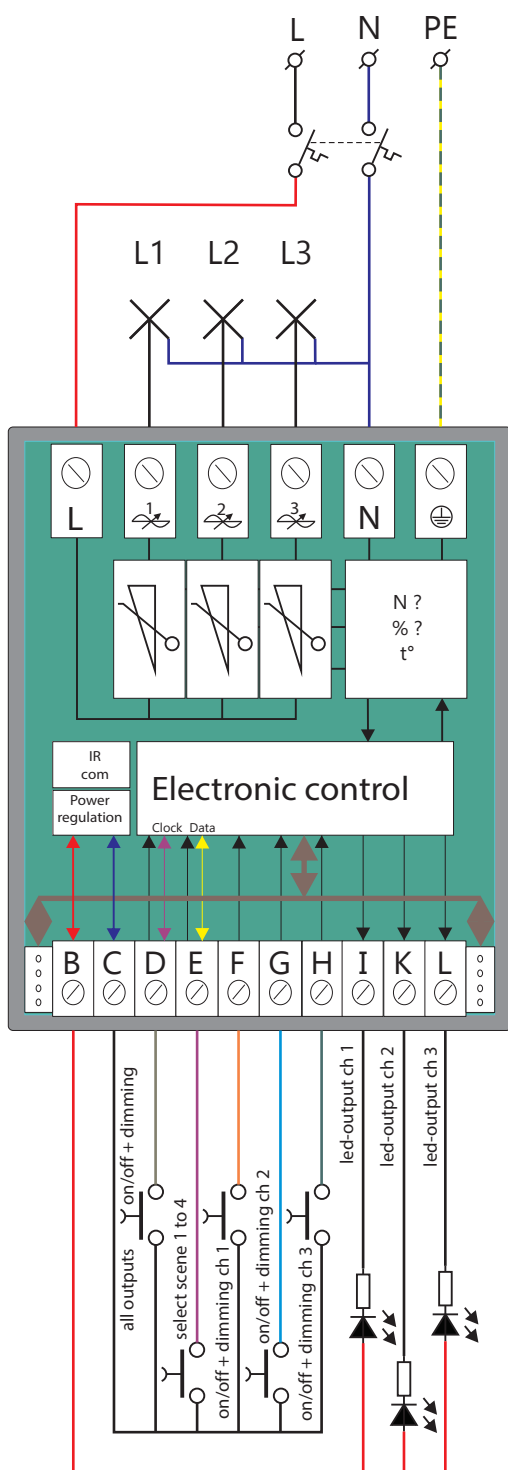 L N PE
L1 L2 L3
L 1 2 3 N
N ?
% ?
t°
IR
com
Power
regulation
Electronic control
Clock Data
B C D E F G H I K L
all outputs on/off + dimming
select scene 1 to 4
on/off + dimming ch 1
on/off + dimming ch 2
on/off + dimming ch 3
led-output ch 1
led-output ch 2
led-output ch 3